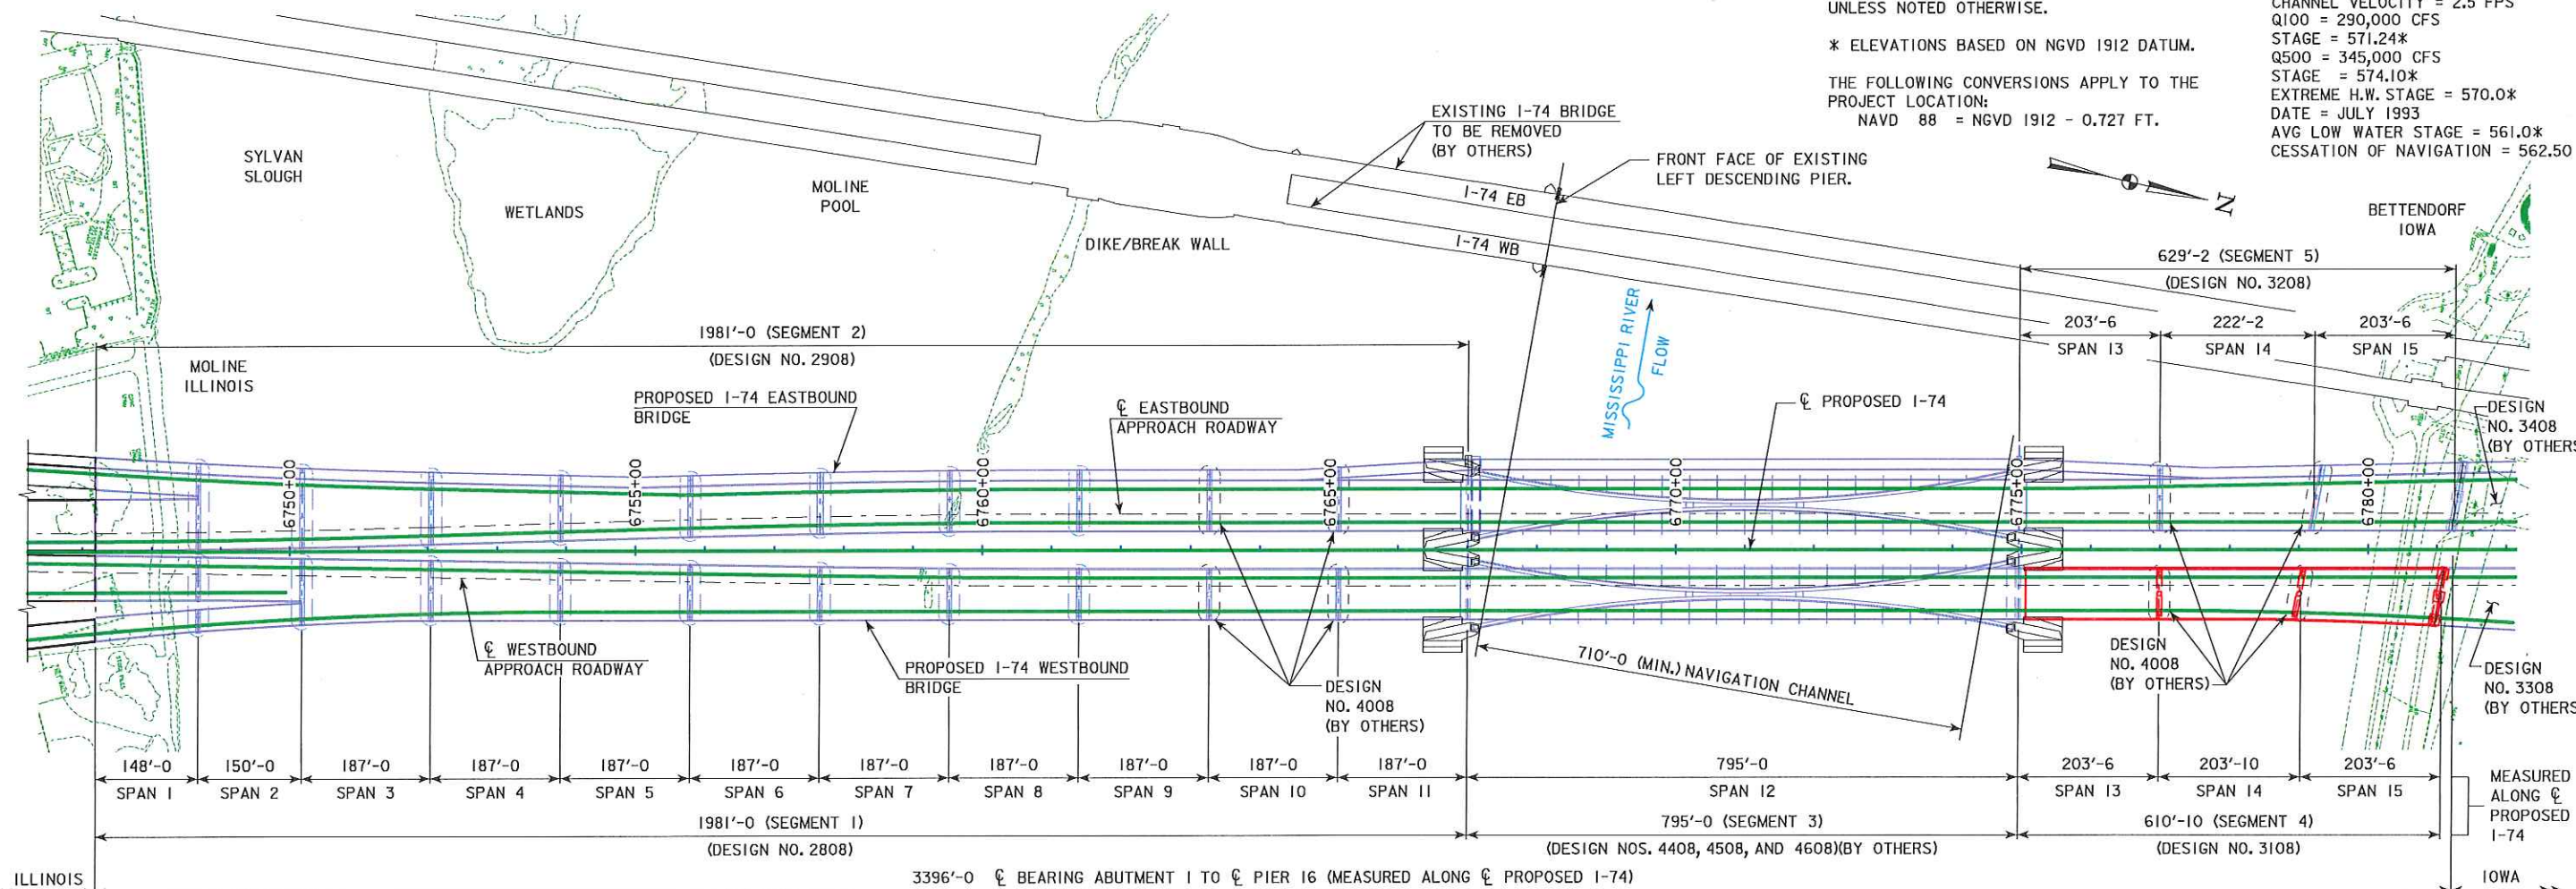 UNLESS NOTED OTHERWISE.
* ELEVATIONS BASED ON NGVD 1912 DATUM.
THE FOLLOWING CONVERSIONS APPLY TO THE
PROJECT LOCATION:
NAVD 88 = NGVD 1912 - 0.727 FT.
CHANNEL VELOCITY = 2.5 FPS
Q100 = 290,000 CFS
STAGE = 571.24*
Q500 = 345,000 CFS
STAGE = 574.10*
EXTREME H.W. STAGE = 570.0*
DATE = JULY 1993
AVG LOW WATER STAGE = 561.0*
CESSATION OF NAVIGATION = 562.50
EXISTING I-74 BRIDGE
TO BE REMOVED
(BY OTHERS)
FRONT FACE OF EXISTING
LEFT DESCENDING PIER.
SYLVAN
SLOUGH
WETLANDS
MOLINE
POOL
I-74 EB
I-74 WB
DIKE/BREAK WALL
N
BETTENDORF
IOWA
629'-2 (SEGMENT 5)
(DESIGN NO. 3208)
203'-6
222'-2
203'-6
SPAN 13
SPAN 14
SPAN 15
1981'-0 (SEGMENT 2)
(DESIGN NO. 2908)
MOLINE
ILLINOIS
MISSISSIPPI RIVER
FLOW
PROPOSED I-74 EASTBOUND
BRIDGE
℄ EASTBOUND
APPROACH ROADWAY
℄ PROPOSED I-74
DESIGN
NO. 3408
(BY OTHERS
6750+00
6755+00
6760+00
6765+00
6770+00
6775+00
6780+00
℄ WESTBOUND
APPROACH ROADWAY
PROPOSED I-74 WESTBOUND
BRIDGE
DESIGN
NO. 4008
(BY OTHERS)
710'-0 (MIN.) NAVIGATION CHANNEL
DESIGN
NO. 4008
(BY OTHERS)
DESIGN
NO. 3308
(BY OTHERS
148'-0
150'-0
187'-0
187'-0
187'-0
187'-0
187'-0
187'-0
187'-0
187'-0
187'-0
795'-0
203'-6
203'-10
203'-6
SPAN 1
SPAN 2
SPAN 3
SPAN 4
SPAN 5
SPAN 6
SPAN 7
SPAN 8
SPAN 9
SPAN 10
SPAN 11
SPAN 12
SPAN 13
SPAN 14
SPAN 15
MEASURED
ALONG ℄
PROPOSED
I-74
1981'-0 (SEGMENT 1)
(DESIGN NO. 2808)
795'-0 (SEGMENT 3)
(DESIGN NOS. 4408, 4508, AND 4608)(BY OTHERS)
610'-10 (SEGMENT 4)
(DESIGN NO. 3108)
ILLINOIS
3396'-0 ℄ BEARING ABUTMENT 1 TO ℄ PIER 16 (MEASURED ALONG ℄ PROPOSED I-74)
IOWA